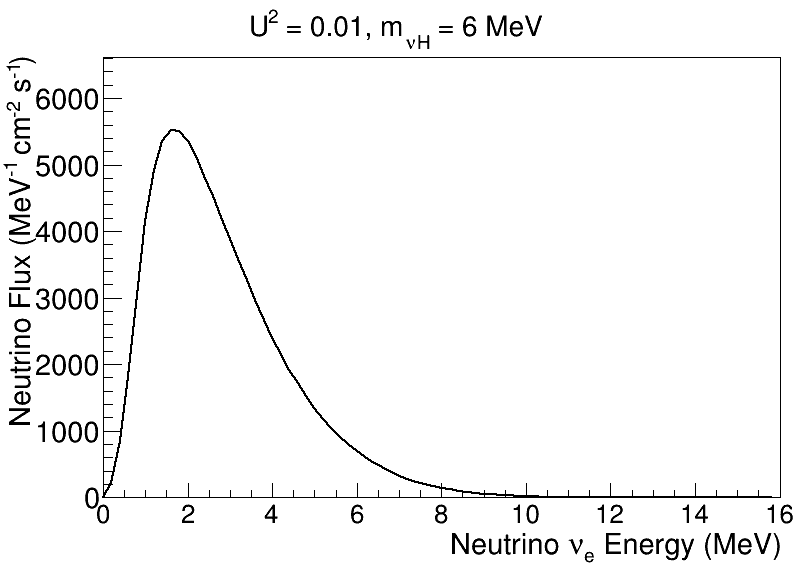 U² = 0.01, m_νH = 6 MeV
Neutrino Flux (MeV⁻¹ cm⁻² s⁻¹)
6000
5000
4000
3000
2000
1000
0
0 2 4 6 8 10 12 14 16
Neutrino νₑ Energy (MeV)